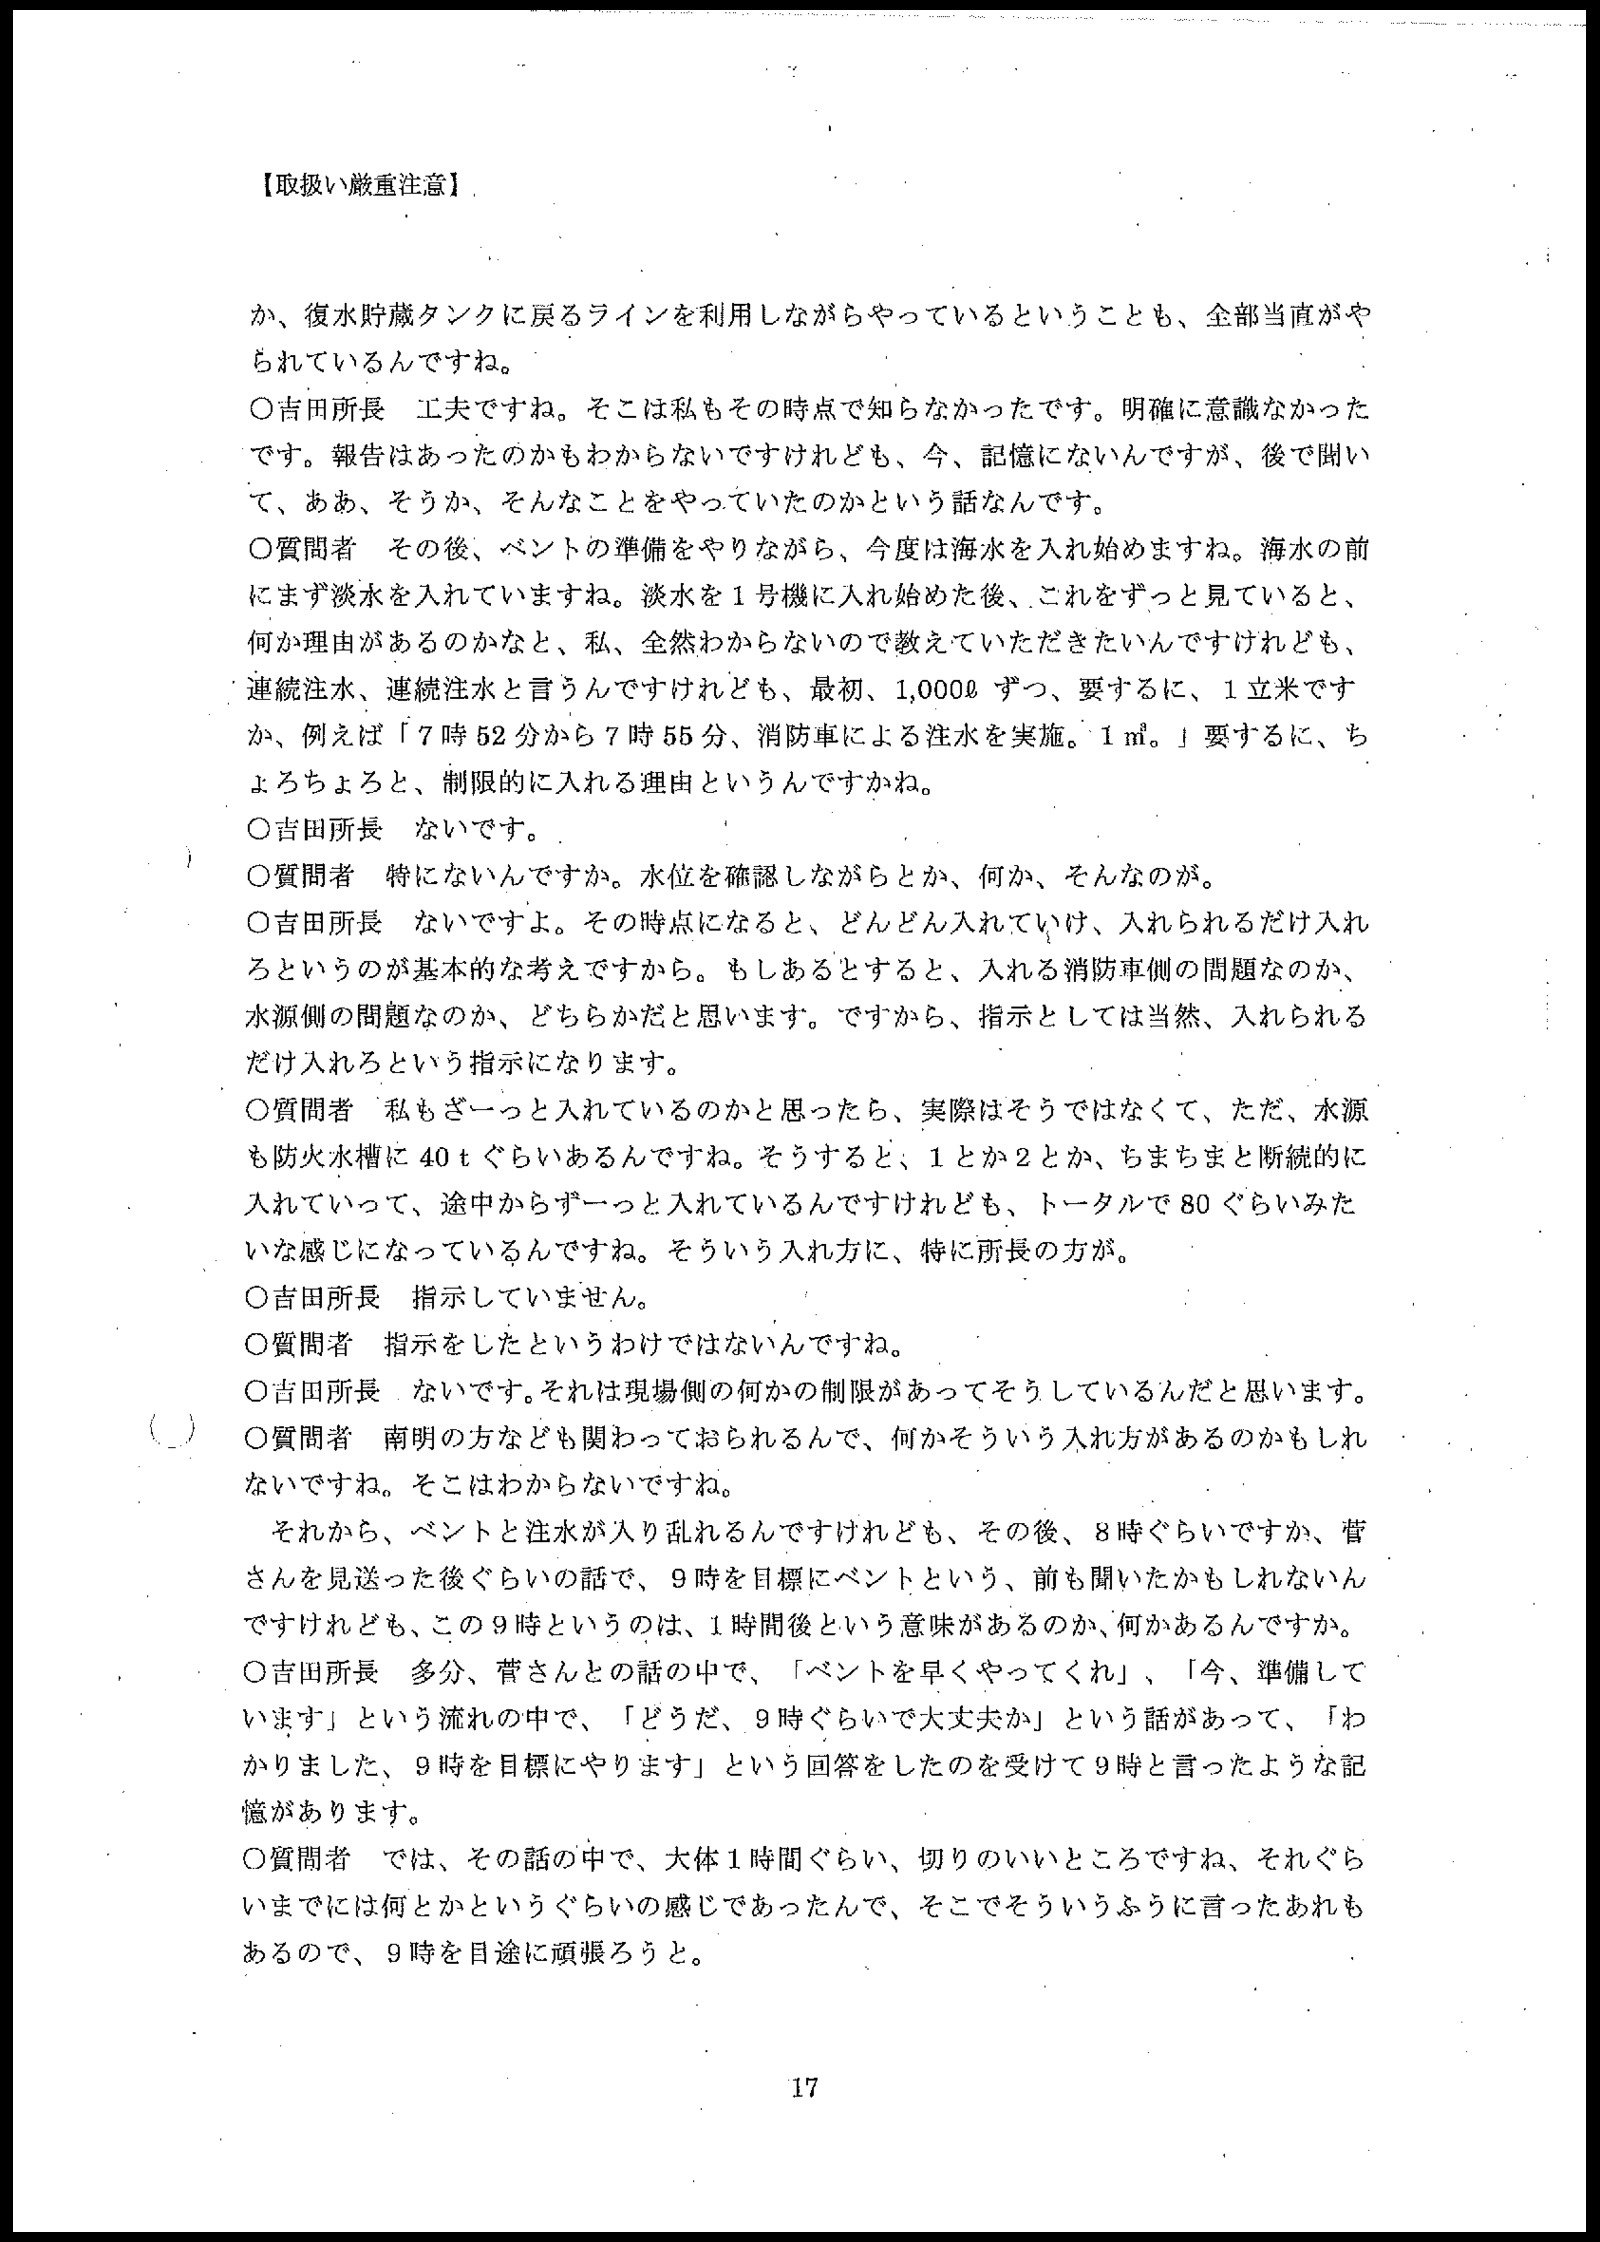 【取扱い厳重注意】
か、復水貯蔵タンクに戻るラインを利用しながらやっているということも、全部当直がや
られているんですね。
〇吉田所長　工夫ですね。そこは私もその時点で知らなかったです。明確に意識なかった
です。報告はあったのかもわからないですけれども、今、記憶にないんですが、後で聞い
て、ああ、そうか、そんなことをやっていたのかという話なんです。
〇質問者　その後、ベントの準備をやりながら、今度は海水を入れ始めますね。海水の前
にまず淡水を入れていますね。淡水を１号機に入れ始めた後、これをずっと見ていると、
何か理由があるのかなと、私、全然わからないので教えていただきたいんですけれども、
連続注水、連続注水と言うんですけれども、最初、1,000ℓ ずつ、要するに、１立米です
か、例えば「７時 52 分から７時 55 分、消防車による注水を実施。１㎥。」要するに、ち
ょろちょろと、制限的に入れる理由というんですかね。
〇吉田所長　ないです。
〇質問者　特にないんですか。水位を確認しながらとか、何か、そんなのが。
〇吉田所長　ないですよ。その時点になると、どんどん入れていけ、入れられるだけ入れ
ろというのが基本的な考えですから。もしあるとすると、入れる消防車側の問題なのか、
水源側の問題なのか、どちらかだと思います。ですから、指示としては当然、入れられる
だけ入れろという指示になります。
〇質問者　私もざーっと入れているのかと思ったら、実際はそうではなくて、ただ、水源
も防火水槽に 40ｔぐらいあるんですね。そうすると、１とか２とか、ちまちまと断続的に
入れていって、途中からずーっと入れているんですけれども、トータルで 80 ぐらいみた
いな感じになっているんですね。そういう入れ方に、特に所長の方が。
〇吉田所長　指示していません。
〇質問者　指示をしたというわけではないんですね。
〇吉田所長　ないです。それは現場側の何かの制限があってそうしているんだと思います。
〇質問者　南明の方なども関わっておられるんで、何かそういう入れ方があるのかもしれ
ないですね。そこはわからないですね。
　それから、ベントと注水が入り乱れるんですけれども、その後、８時ぐらいですか、菅
さんを見送った後ぐらいの話で、９時を目標にベントという、前も聞いたかもしれないん
ですけれども、この９時というのは、１時間後という意味があるのか、何かあるんですか。
〇吉田所長　多分、菅さんとの話の中で、「ベントを早くやってくれ」、「今、準備して
います」という流れの中で、「どうだ、９時ぐらいで大丈夫か」という話があって、「わ
かりました、９時を目標にやります」という回答をしたのを受けて９時と言ったような記
憶があります。
〇質問者　では、その話の中で、大体１時間ぐらい、切りのいいところですね、それぐら
いまでには何とかというぐらいの感じであったんで、そこでそういうふうに言ったあれも
あるので、９時を目途に頑張ろうと。
17